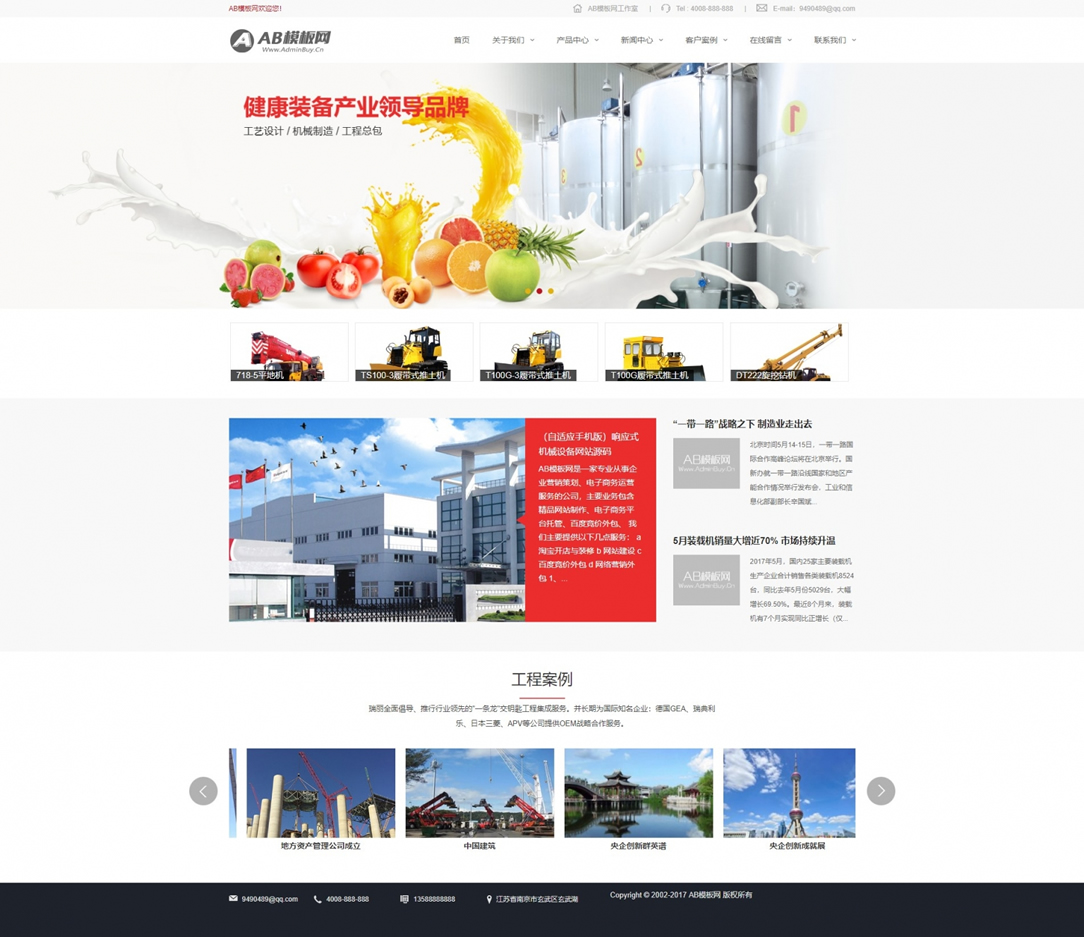 AB模板网欢迎您!
AB模板网工作室 | Tel : 4008-888-888 | E-mail: 9490489@qq.com
AB模板网
Www.AdminBuy.Cn
首页 关于我们 产品中心 新闻中心 客户案例 在线留言 联系我们
健康装备产业领导品牌
工艺设计 / 机械制造 / 工程总包
1
2
3
718-5平地机
TS100-3履带式推土机
T100G-3履带式推土机
T100G履带式推土机
DT222旋挖钻机
(自适应手机版)响应式
机械设备网站源码
AB模板网是一家专业从事企
业营销策划、电子商务运营
服务的公司,主要业务包含
精品网站制作、电子商务平
台托管、百度竞价外包、 我
们主要提供以下几点服务: a
淘宝开店与装修 b 网站建设 c
百度竞价外包 d 网络营销外
包 1、...
“一带一路”战略之下 制造业走出去
AB模板网
Www.AdminBuy.Cn
北京时间5月14-15日,一带一路国
际合作高峰论坛将在北京举行。国
新办就一带一路沿线国家和地区产
能合作情况举行发布会,工业和信
息化部副部长辛国斌...
5月装载机销量大增近70% 市场持续升温
AB模板网
Www.AdminBuy.Cn
2017年5月,国内25家主要装载机
生产企业合计销售各类装载机8524
台,同比去年5月份5029台,大幅
增长69.50%。最近8个月来,装载
机有7个月实现同比正增长(仅...
工程案例
瑞丽全面倡导、推行行业领先的“一条龙”交钥匙工程集成服务。并长期为国际知名企业:德国GEA、瑞典利
乐、日本三菱、APV等公司提供OEM战略合作服务。
地方资产管理公司成立
中国建筑
央企创新群英谱
央企创新成就展
9490489@qq.com 4008-888-888 13588888888 江苏省南京市玄武区玄武湖 Copyright © 2002-2017 AB模板网 版权所有